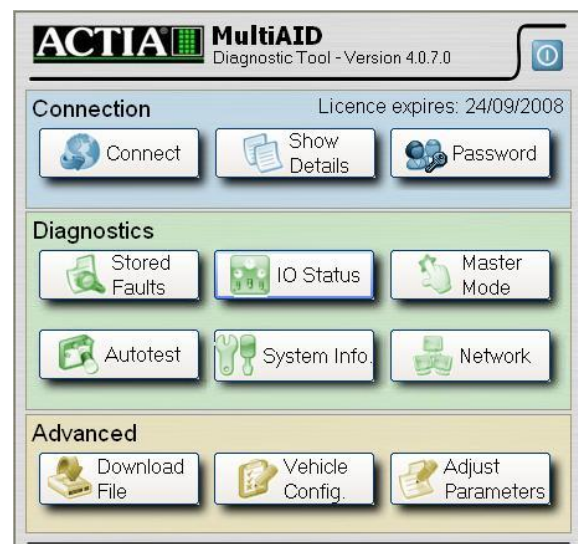 ACTIA MultiAID
Diagnostic Tool - Version 4.0.7.0
Connection Licence expires: 24/09/2008
Connect
Show
Details
Password
Diagnostics
Stored
Faults
IO Status
Master
Mode
Autotest
System Info.
Network
Advanced
Download
File
Vehicle
Config.
Adjust
Parameters